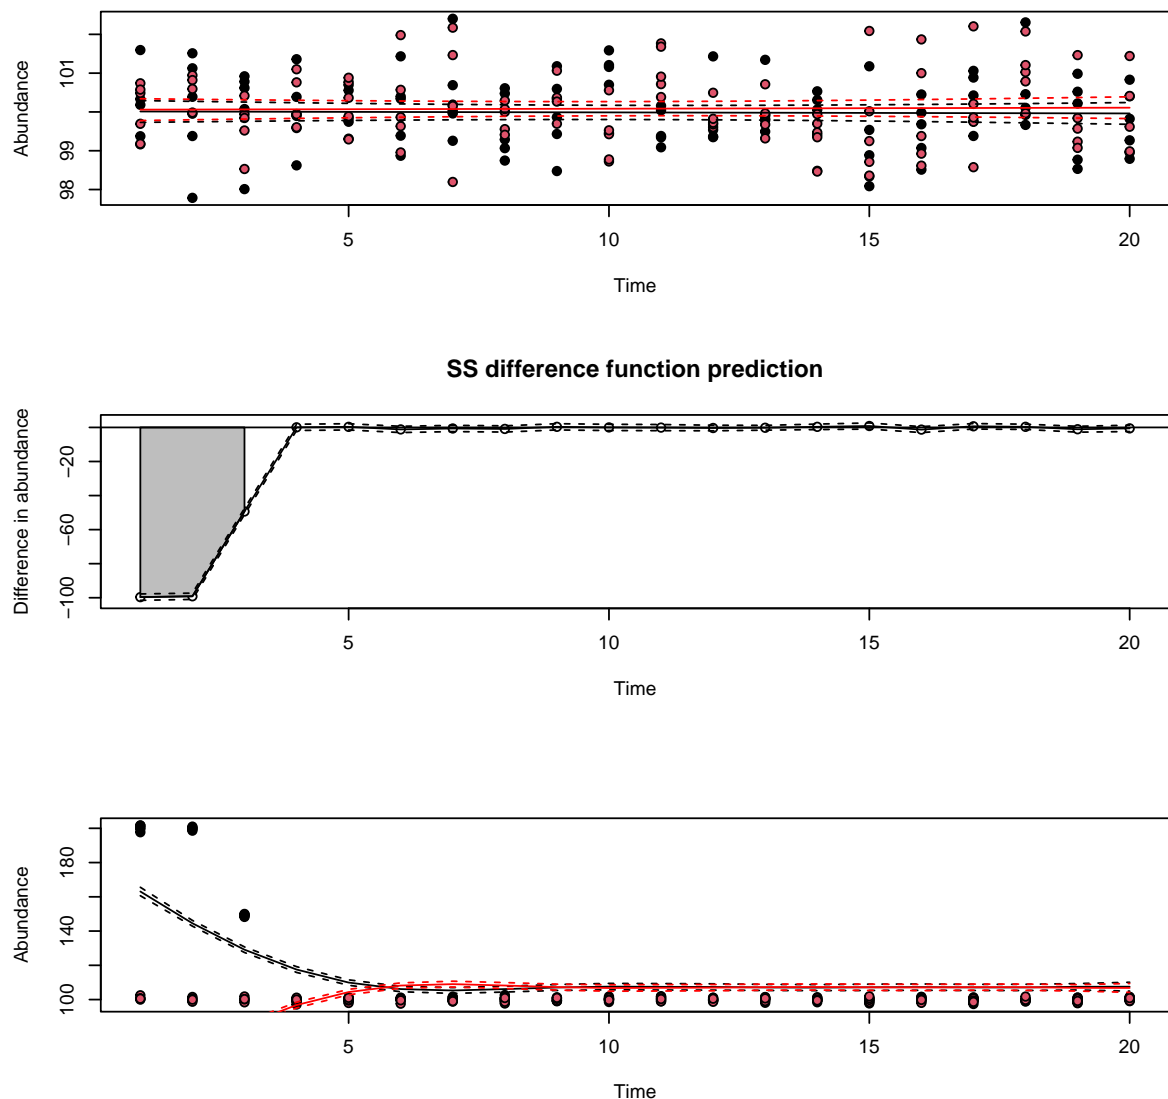 Abundance
98 99 101
5 10 15 20
Time
SS difference function prediction
Difference in abundance
−100 −60 −20
5 10 15 20
Time
Abundance
100 140 180
5 10 15 20
Time